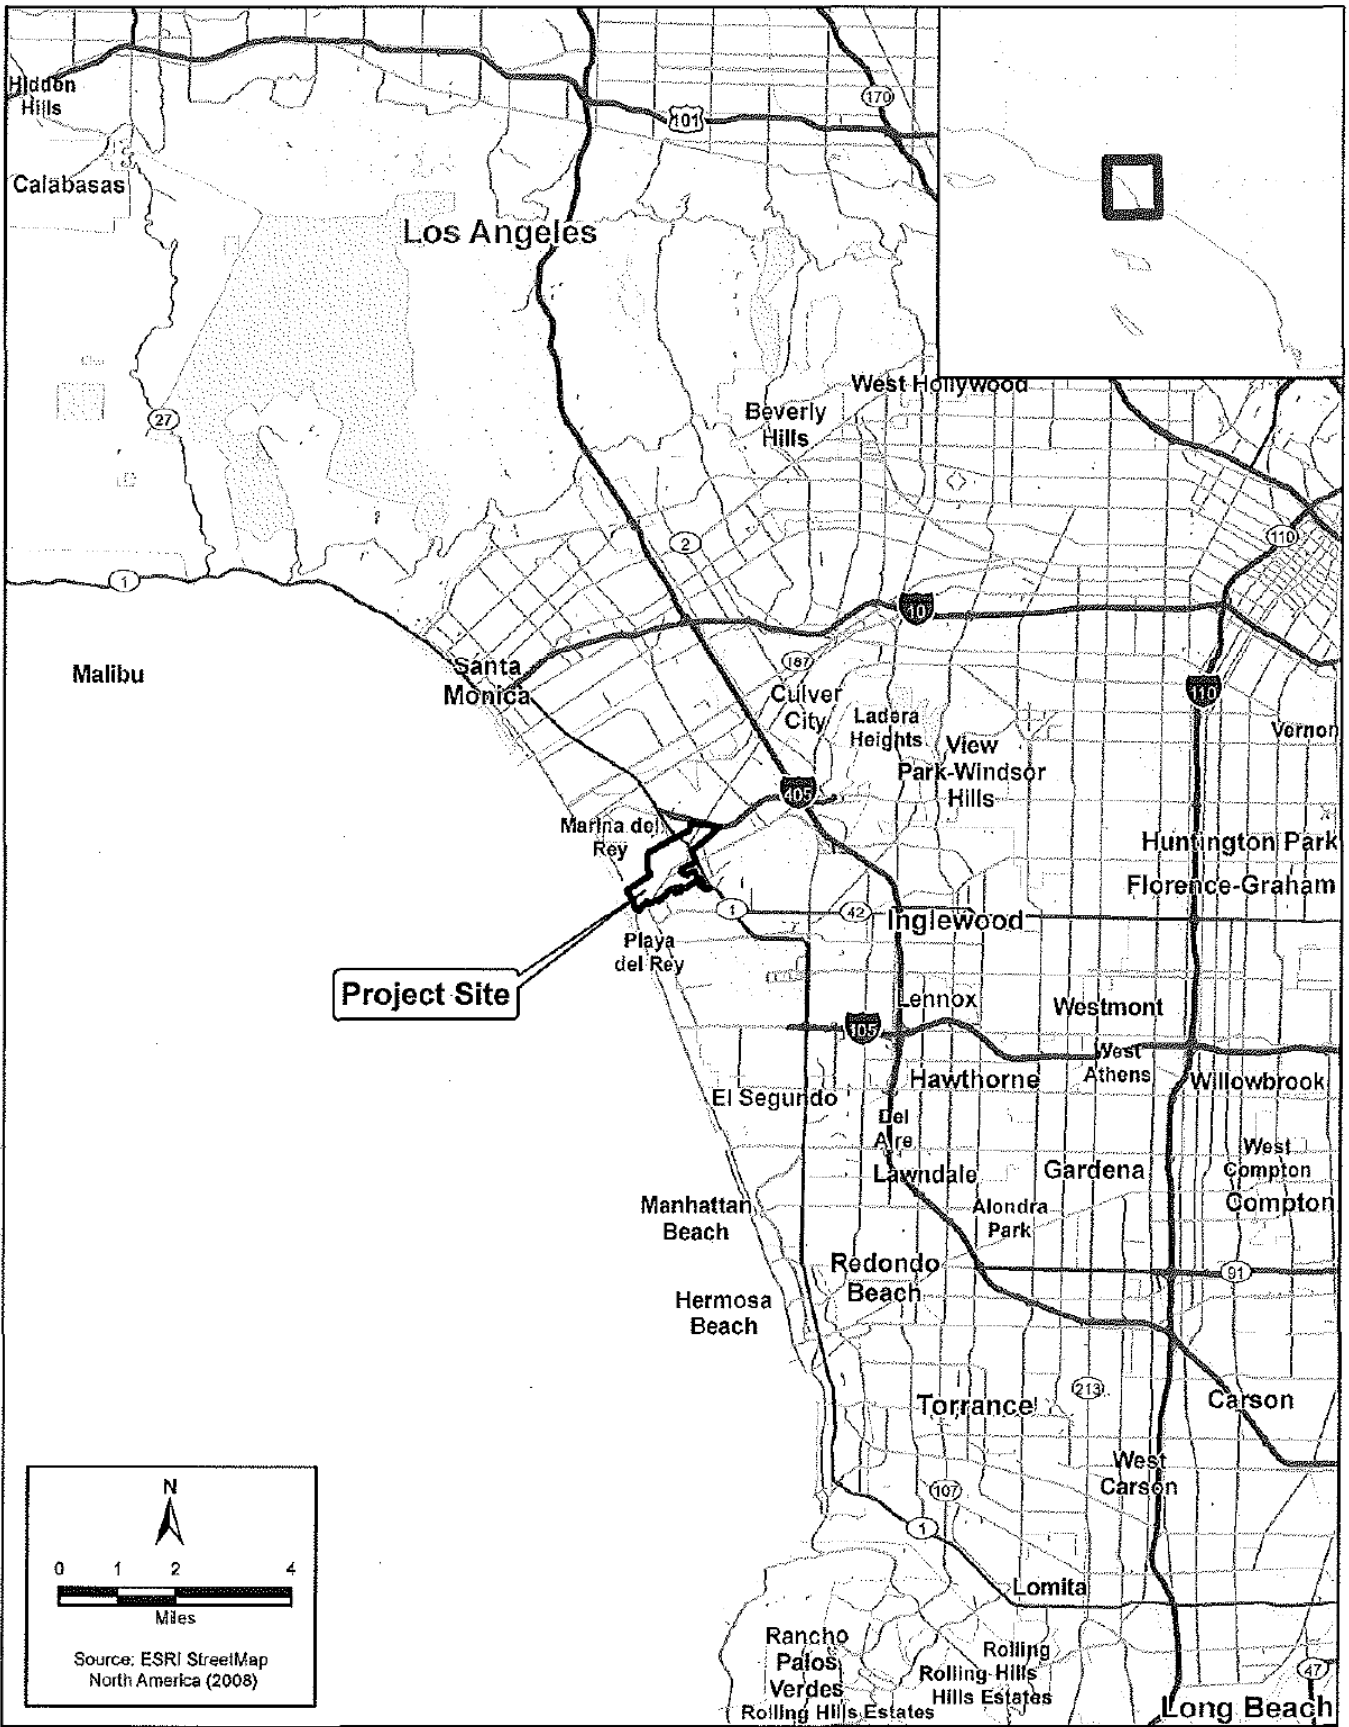 Hidden
Hills
101
170
Calabasas
Los Angeles
West Hollywood
Beverly
Hills
27
2
110
1
10
Malibu
Santa
Monica
187
Culver
City
Ladera
Heights
110
View
Park-Windsor
Hills
Vernon
405
Marina del
Rey
Huntington Park
Florence-Graham
1
42
Inglewood
Playa
del Rey
Project Site
Lennox
Westmont
105
West
Athens
Hawthorne
Willowbrook
El Segundo
Del
Aire
West
Compton
Lawndale
Gardena
Compton
Manhattan
Beach
Alondra
Park
Redondo
Beach
91
Hermosa
Beach
213
Torrance
Carson
West
Carson
107
1
N
0 1 2 4
Miles
Source: ESRI StreetMap
North America (2008)
Lomita
Rancho
Palos
Verdes
Rolling
Rolling Hills
Hills Estates
Rolling Hills Estates
47
Long Beach